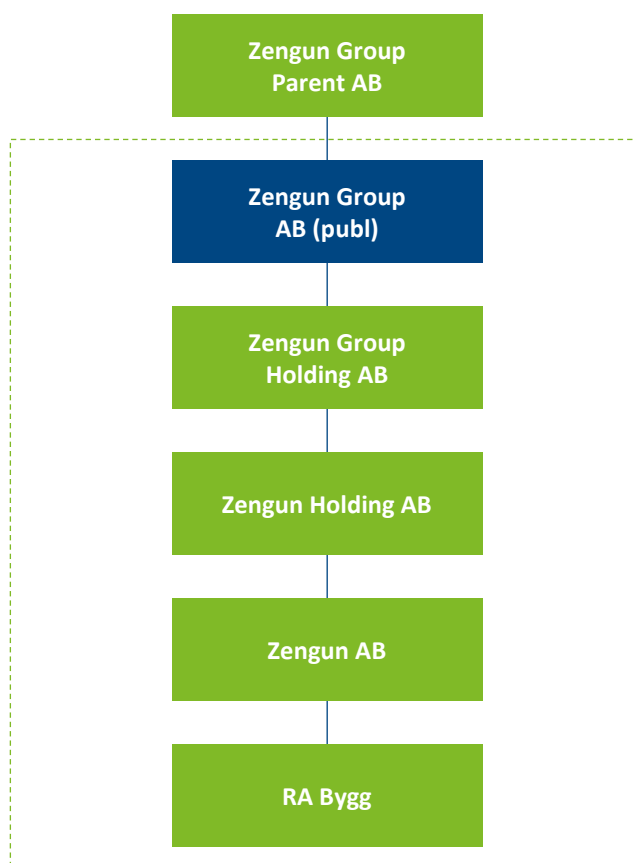 Zengun Group
Parent AB
Zengun Group
AB (publ)
Zengun Group
Holding AB
Zengun Holding AB
Zengun AB
RA Bygg